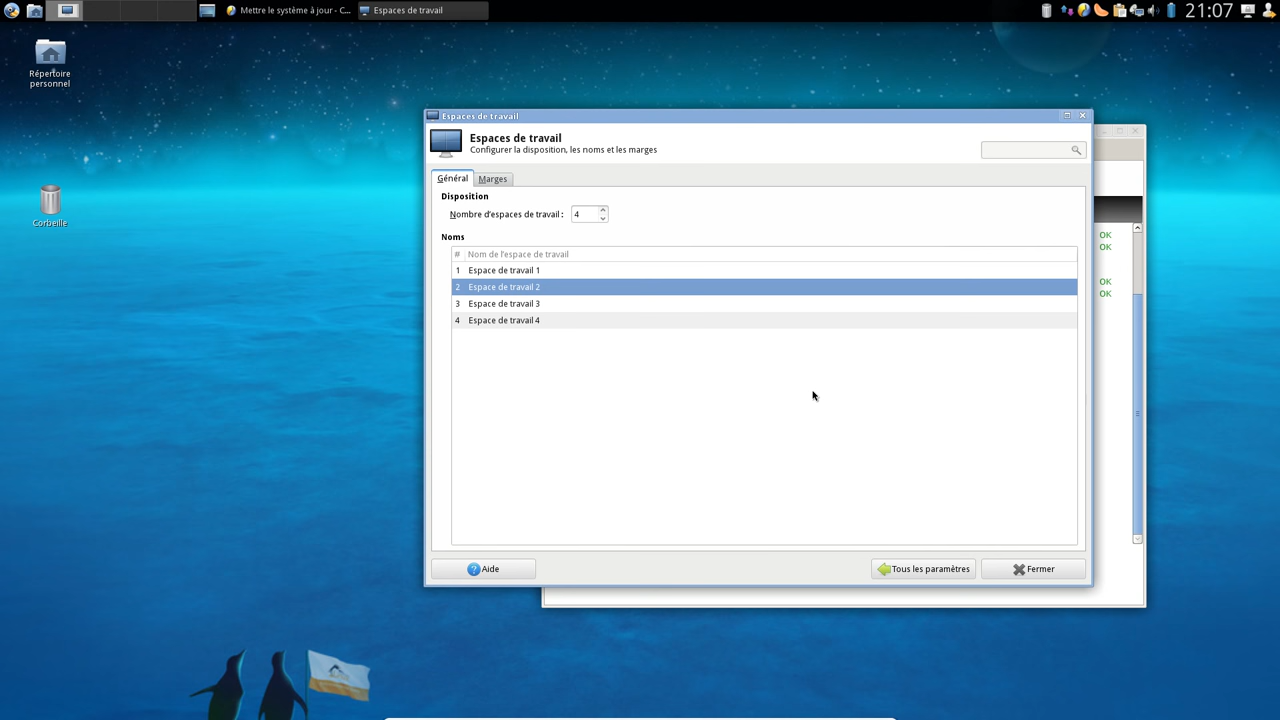 Mettre le système à jour - C...
Espaces de travail
21:07
Répertoire
personnel
Corbeille
Espaces de travail
Espaces de travail
Configurer la disposition, les noms et les marges
Général
Marges
Disposition
Nombre d'espaces de travail :
4
Noms
# Nom de l'espace de travail
1 Espace de travail 1
2 Espace de travail 2
3 Espace de travail 3
4 Espace de travail 4
OK
OK
OK
OK
Aide
Tous les paramètres
Fermer